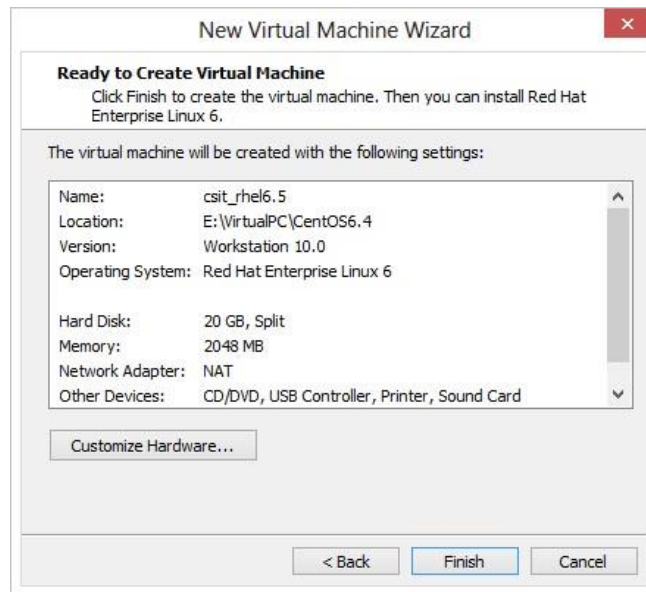 New Virtual Machine Wizard
Ready to Create Virtual Machine
Click Finish to create the virtual machine. Then you can install Red Hat
Enterprise Linux 6.
The virtual machine will be created with the following settings:
Name: csit_rhel6.5
Location: E:\VirtualPC\CentOS6.4
Version: Workstation 10.0
Operating System: Red Hat Enterprise Linux 6
Hard Disk: 20 GB, Split
Memory: 2048 MB
Network Adapter: NAT
Other Devices: CD/DVD, USB Controller, Printer, Sound Card
Customize Hardware...
< Back Finish Cancel